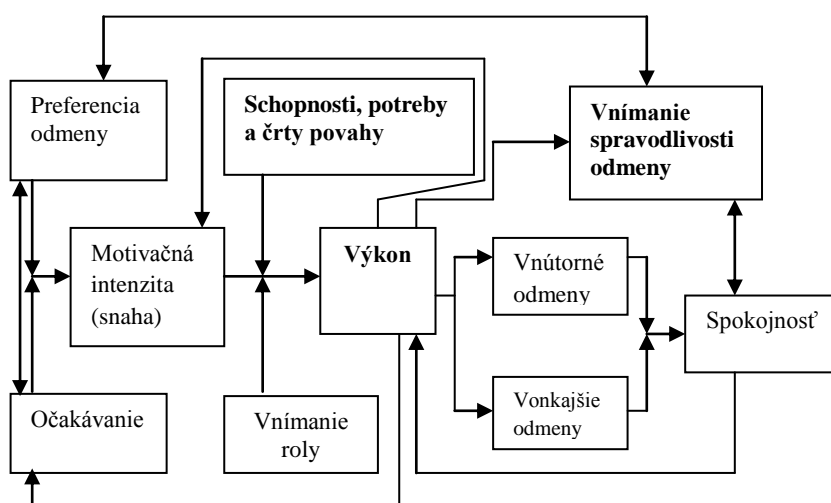 Preferencia
odmeny
Schopnosti, potreby
a črty povahy
Vnímanie
spravodlivosti
odmeny
Motivačná
intenzita
(snaha)
Výkon
Vnútorné
odmeny
Spokojnosť
Očakávanie
Vnímanie
roly
Vonkajšie
odmeny